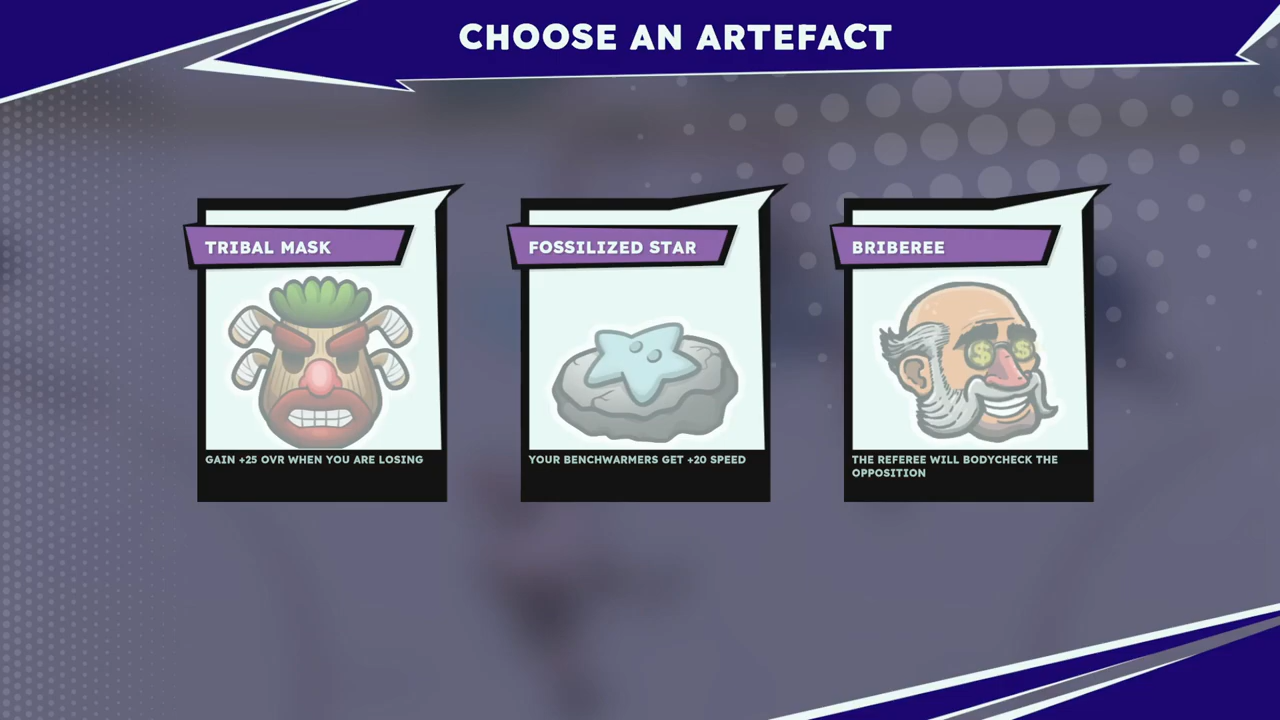 CHOOSE AN ARTEFACT
TRIBAL MASK
GAIN +25 OVR WHEN YOU ARE LOSING
FOSSILIZED STAR
YOUR BENCHWARMERS GET +20 SPEED
BRIBEREE
THE REFEREE WILL BODYCHECK THE
OPPOSITION